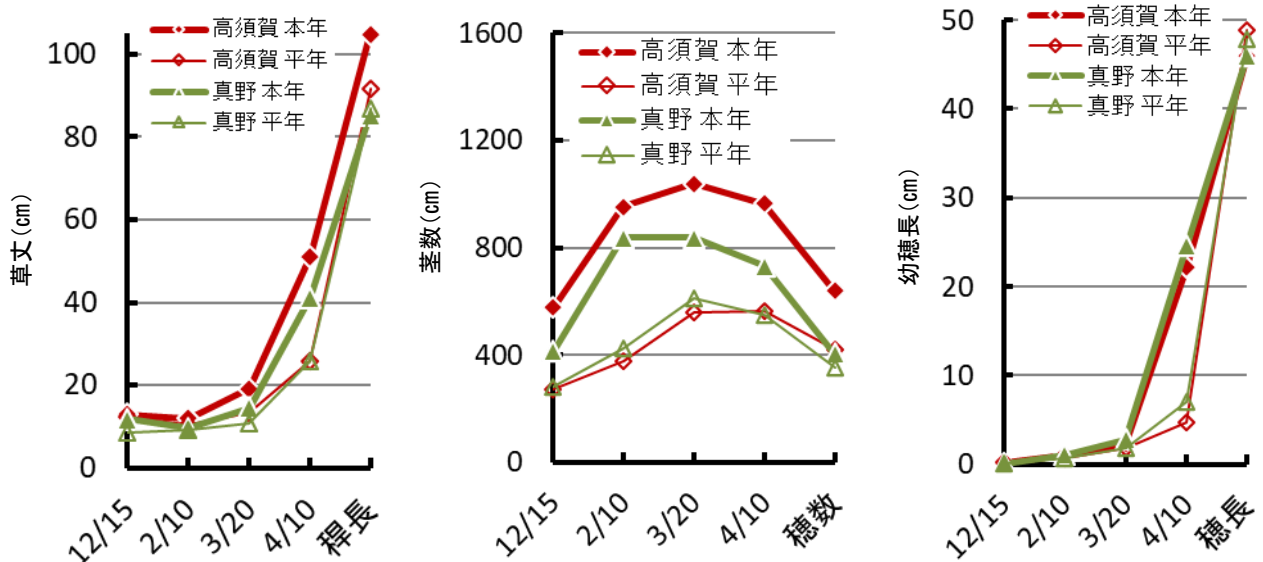 高須賀 本年
高須賀 平年
真野 本年
真野 平年
草丈(㎝)
100
80
60
40
20
0
12/15
2/10
3/20
4/10
稈長
高須賀 本年
高須賀 平年
真野 本年
真野 平年
茎数(㎝)
1600
1200
800
400
0
12/15
2/10
3/20
4/10
穂数
高須賀 本年
高須賀 平年
真野 本年
真野 平年
幼穂長(㎝)
50
40
30
20
10
0
12/15
2/10
3/20
4/10
穂長